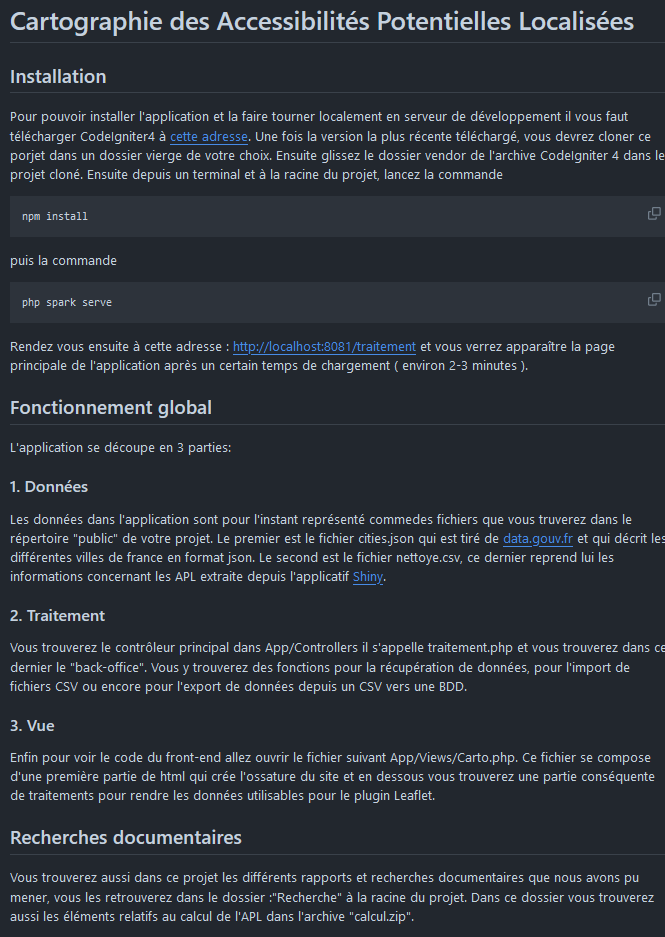 Cartographie des Accessibilités Potentielles Localisées
Installation
Pour pouvoir installer l'application et la faire tourner localement en serveur de développement il vous faut
télécharger CodeIgniter4 à cette adresse. Une fois la version la plus récente téléchargé, vous devrez cloner ce
porjet dans un dossier vierge de votre choix. Ensuite glissez le dossier vendor de l'archive CodeIgniter 4 dans le
projet cloné. Ensuite depuis un terminal et à la racine du projet, lancez la commande
npm install
puis la commande
php spark serve
Rendez vous ensuite à cette adresse : http://localhost:8081/traitement et vous verrez apparaître la page
principale de l'application après un certain temps de chargement ( environ 2-3 minutes ).
Fonctionnement global
L'application se découpe en 3 parties:
1. Données
Les données dans l'application sont pour l'instant représenté commedes fichiers que vous truverez dans le
répertoire "public" de votre projet. Le premier est le fichier cities.json qui est tiré de data.gouv.fr et qui décrit les
différentes villes de france en format json. Le second est le fichier nettoye.csv, ce dernier reprend lui les
informations concernant les APL extraite depuis l'applicatif Shiny.
2. Traitement
Vous trouverez le contrôleur principal dans App/Controllers il s'appelle traitement.php et vous trouverez dans ce
dernier le "back-office". Vous y trouverez des fonctions pour la récupération de données, pour l'import de
fichiers CSV ou encore pour l'export de données depuis un CSV vers une BDD.
3. Vue
Enfin pour voir le code du front-end allez ouvrir le fichier suivant App/Views/Carto.php. Ce fichier se compose
d'une première partie de html qui crée l'ossature du site et en dessous vous trouverez une partie conséquente
de traitements pour rendre les données utilisables pour le plugin Leaflet.
Recherches documentaires
Vous trouverez aussi dans ce projet les différents rapports et recherches documentaires que nous avons pu
mener, vous les retrouverez dans le dossier :"Recherche" à la racine du projet. Dans ce dossier vous trouverez
aussi les éléments relatifs au calcul de l'APL dans l'archive "calcul.zip".